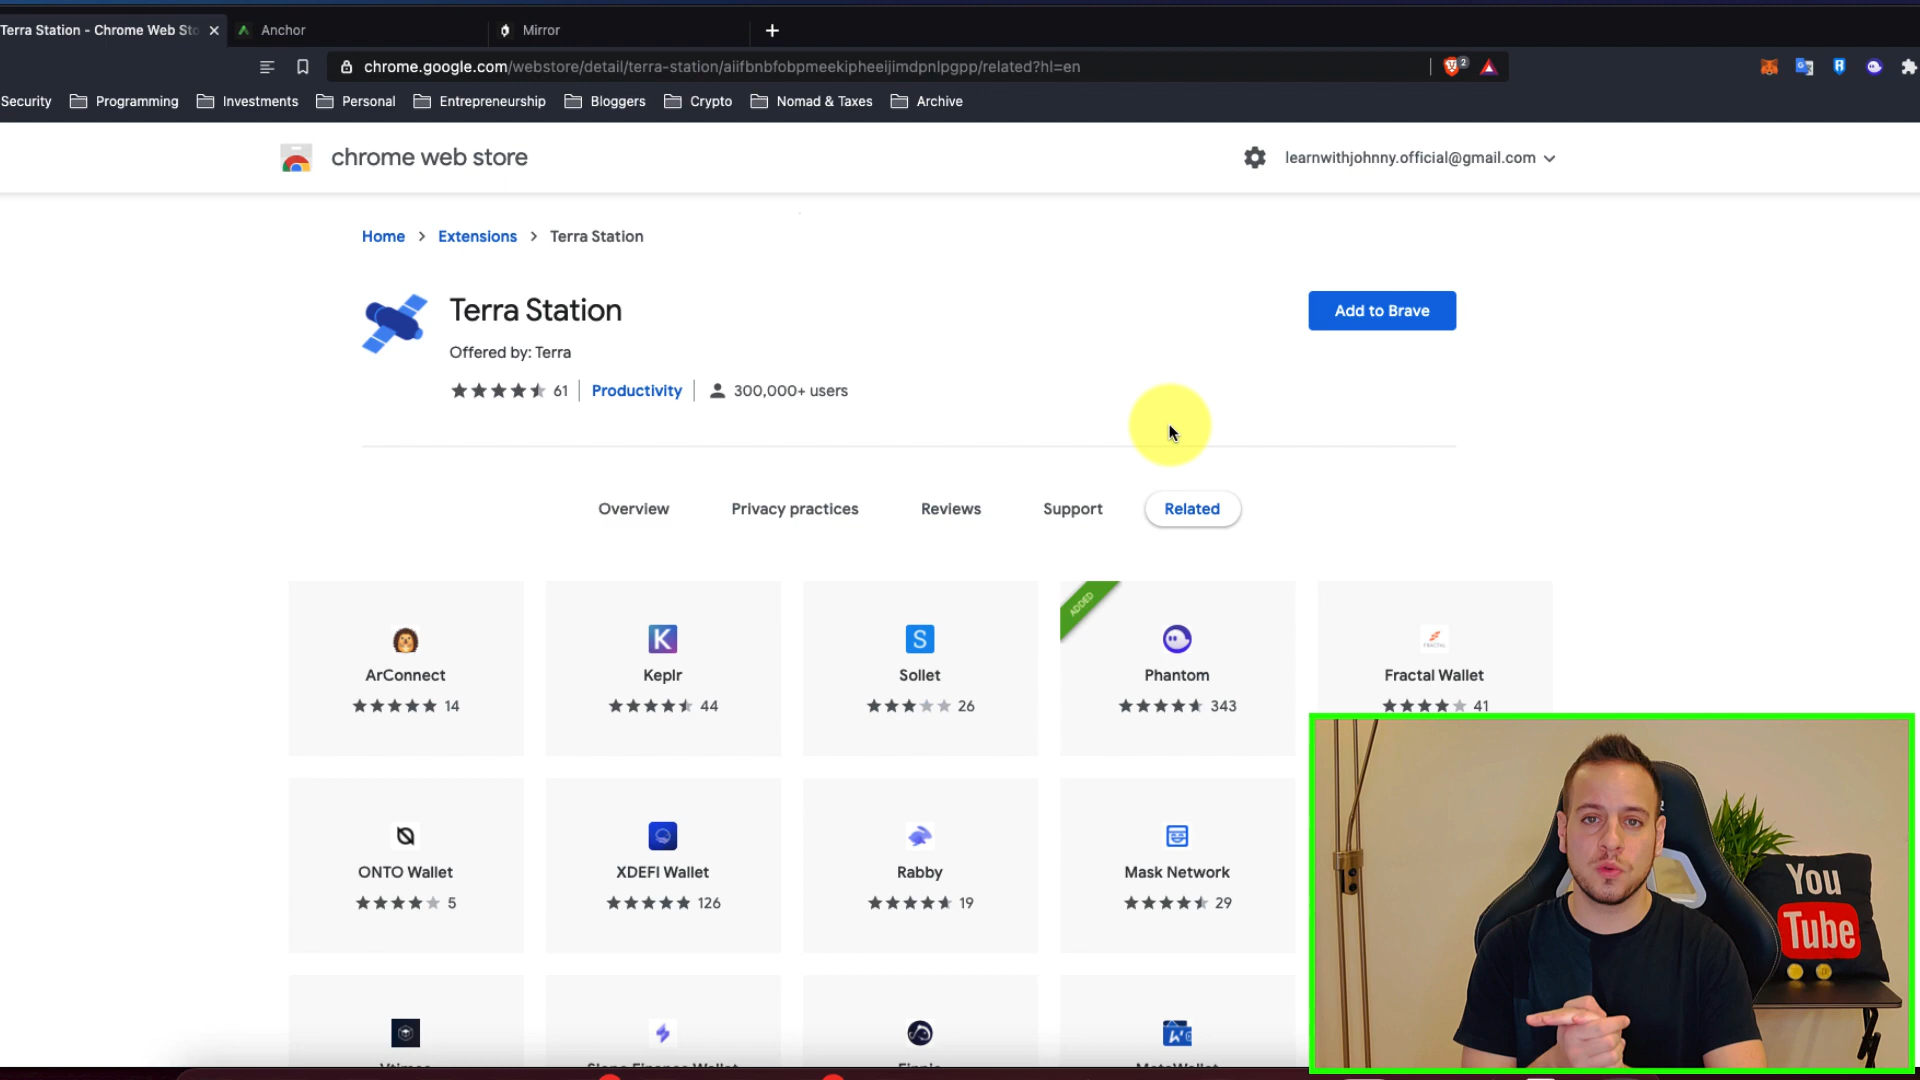 Terra Station - Chrome Web Sto
Anchor
Mirror
chrome.google.com/webstore/detail/terra-station/aiifbnbfobpmeekipheeijimdpnlpgpp/related?hl=en
2
Security
Programming
Investments
Personal
Entrepreneurship
Bloggers
Crypto
Nomad & Taxes
Archive
chrome web store
learnwithjohnny.official@gmail.com
Home > Extensions > Terra Station
Terra Station
Add to Brave
Offered by: Terra
61
Productivity
300,000+ users
Overview
Privacy practices
Reviews
Support
Related
ADDED
K
S
ArConnect
Keplr
Sollet
Phantom
FRACTAL
Fractal Wallet
14
44
26
343
41
ONTO Wallet
XDEFI Wallet
Rabby
Mask Network
5
126
19
29
You
Tube